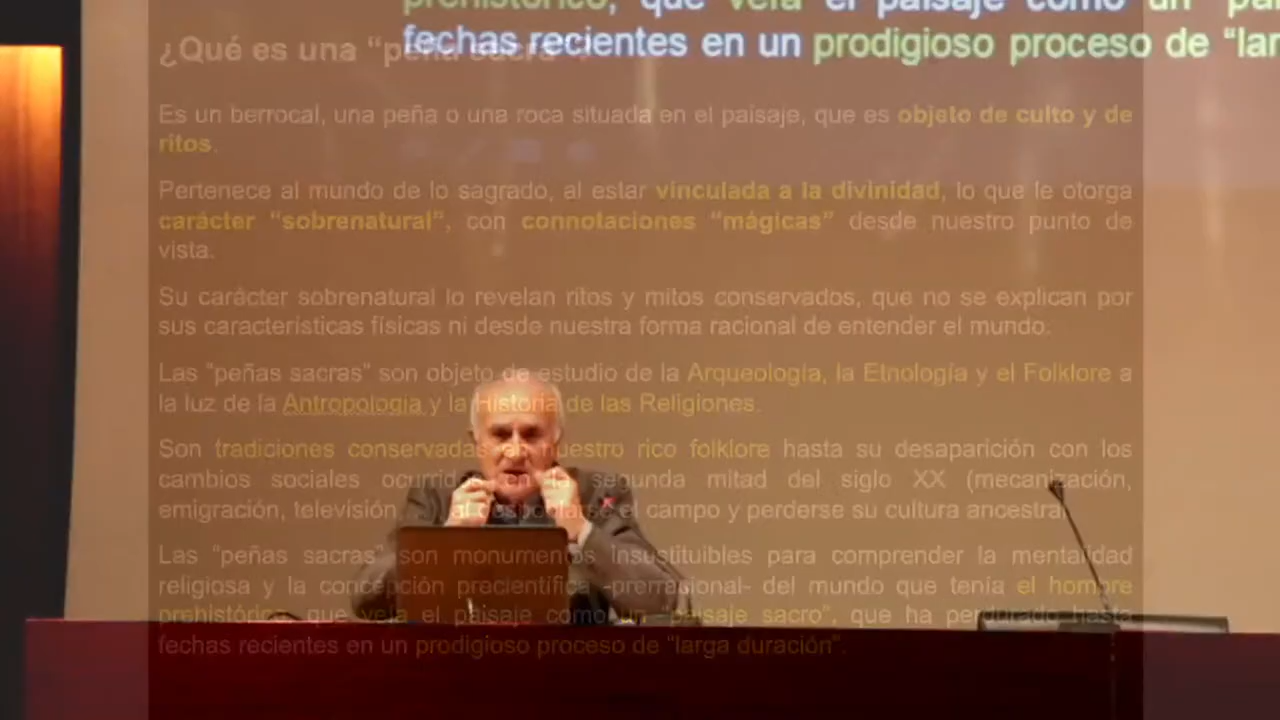 prehistórico, que veía el paisaje como un
fechas recientes en un prodigioso proceso de “lar
¿Qué es una “peña sacra”?
Es un berrocal, una peña o una roca situada en el paisaje, que es objeto de culto y de
ritos.
Pertenece al mundo de lo sagrado, al estar vinculada a la divinidad, lo que le otorga
carácter “sobrenatural”, con connotaciones “mágicas” desde nuestro punto de
vista.
Su carácter sobrenatural lo revelan ritos y mitos conservados, que no se explican por
sus características físicas ni desde nuestra forma racional de entender el mundo.
Las “peñas sacras” son objeto de estudio de la Arqueología, la Etnología y el Folklore a
la luz de la Antropología y la Historia de las Religiones.
Son tradiciones conservadas nuestro rico folklore hasta su desaparición con los
cambios sociales ocurridos en la segunda mitad del siglo XX (mecanización,
emigración, televisión al despoblarse el campo y perderse su cultura ancestral
Las “peñas sacras” son monumentos insustituibles para comprender la mentalidad
religiosa y la concepción precientífica -prerracional- del mundo que tenía el hombre
prehistórico, que veía el paisaje como un “paisaje sacro”, que ha perdurado hasta
fechas recientes en un prodigioso proceso de “larga duración”.